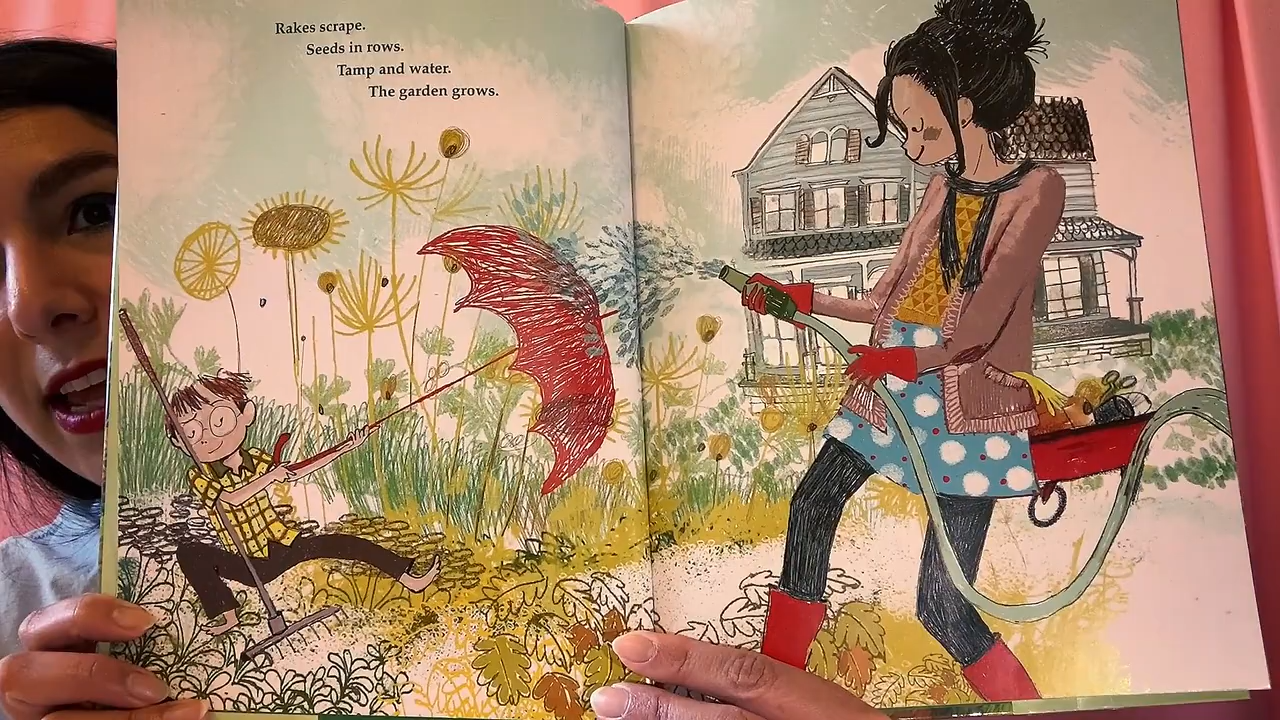 Rakes scrape.
Seeds in rows.
Tamp and water.
The garden grows.